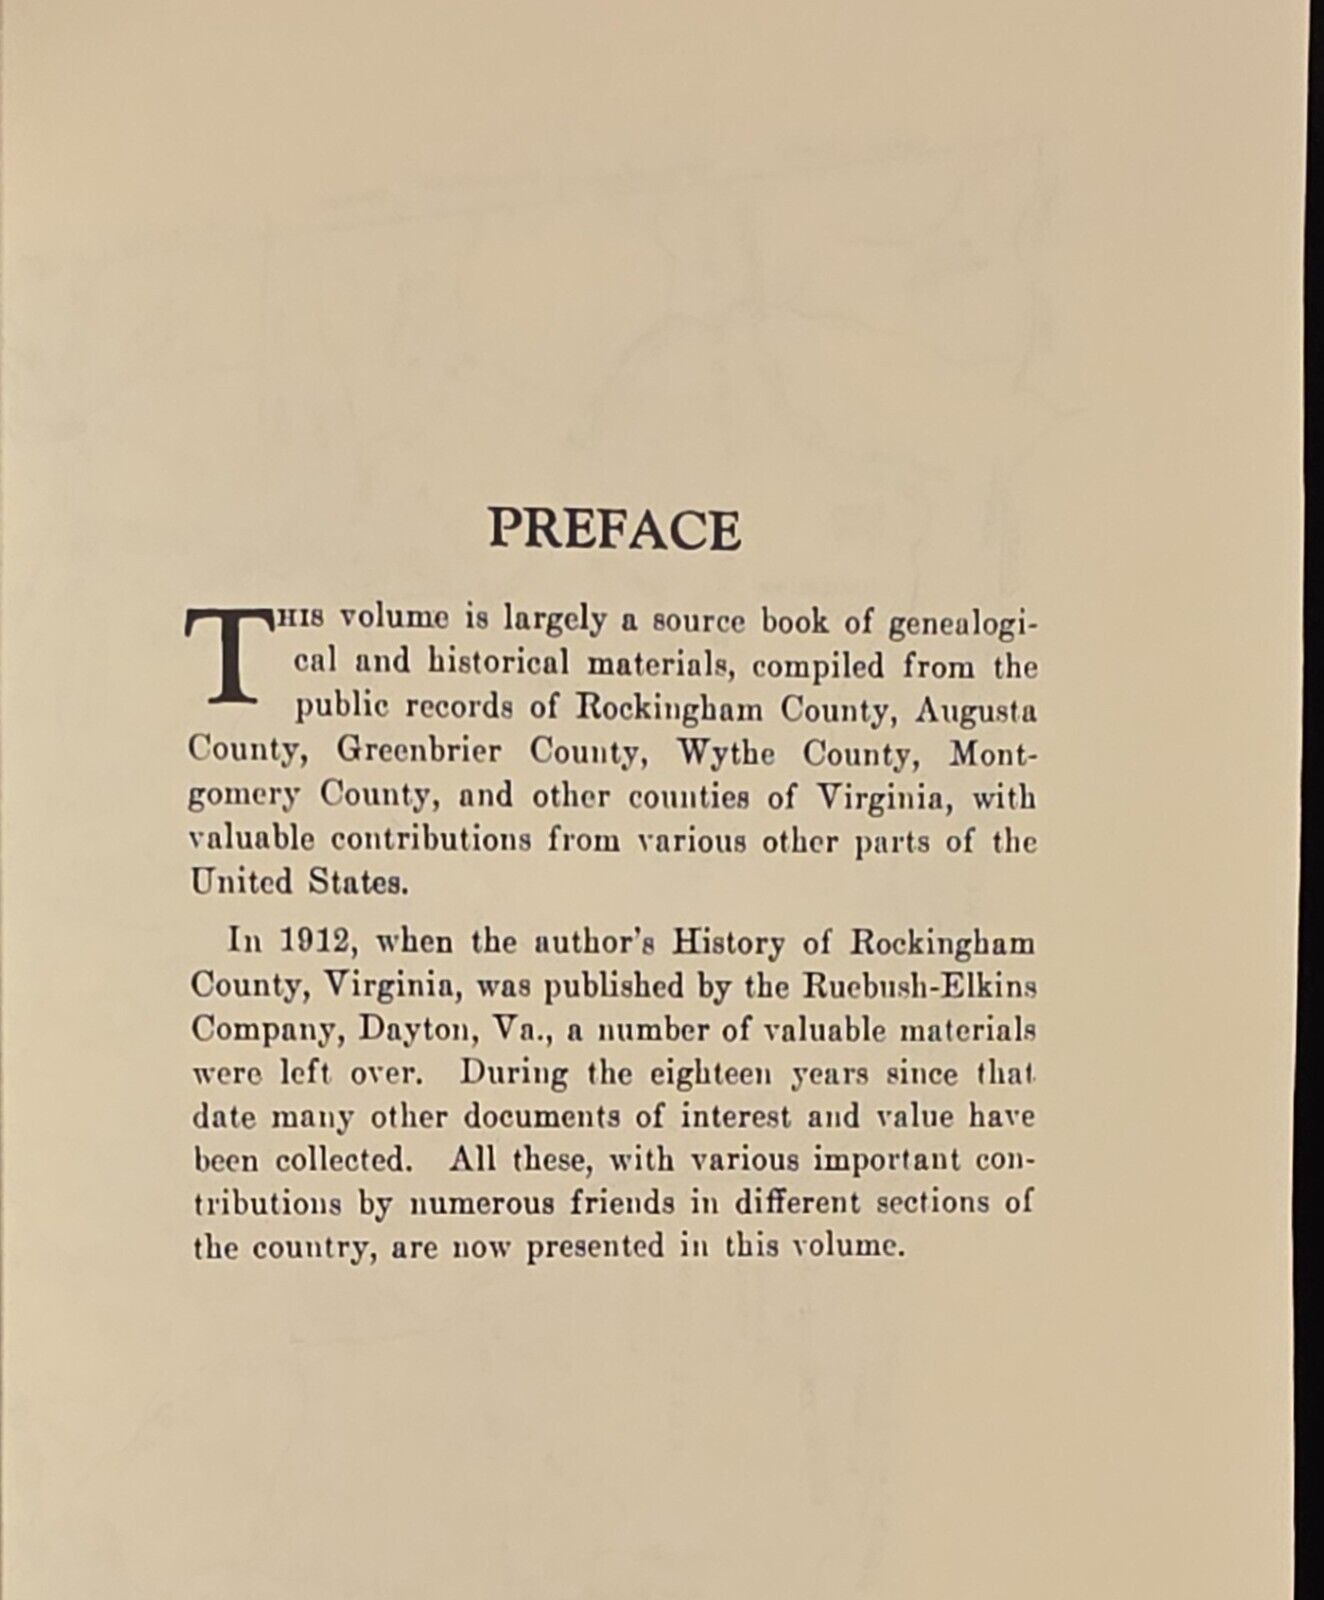 PREFACE
THIS volume is largely a source book of genealogi-
cal and historical materials, compiled from the
public records of Rockingham County, Augusta
County, Greenbrier County, Wythe County, Mont-
gomery County, and other counties of Virginia, with
valuable contributions from various other parts of the
United States.
In 1912, when the author's History of Rockingham
County, Virginia, was published by the Ruebush-Elkins
Company, Dayton, Va., a number of valuable materials
were left over. During the eighteen years since that
date many other documents of interest and value have
been collected. All these, with various important con-
tributions by numerous friends in different sections of
the country, are now presented in this volume.